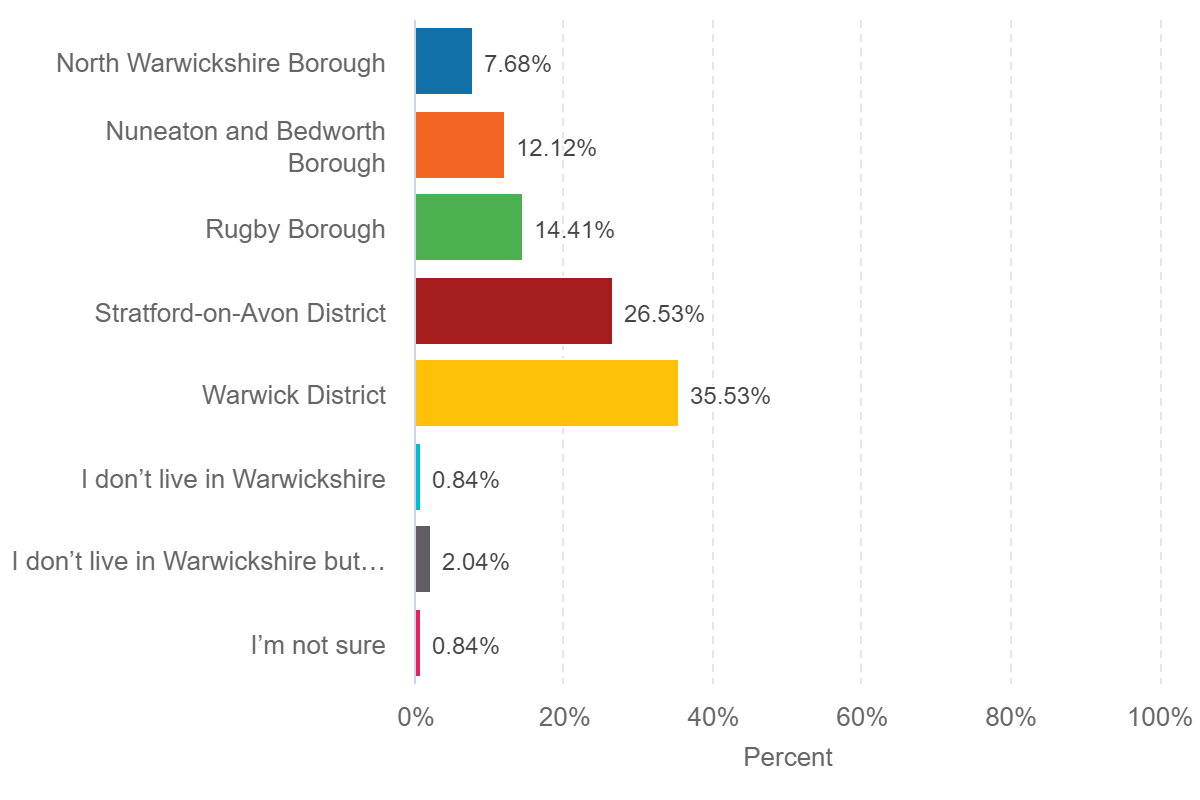 North Warwickshire Borough
7.68%
Nuneaton and Bedworth
Borough
12.12%
Rugby Borough
14.41%
Stratford-on-Avon District
26.53%
Warwick District
35.53%
I don’t live in Warwickshire
0.84%
I don’t live in Warwickshire but…
2.04%
I’m not sure
0.84%
0% 20% 40% 60% 80% 100%
Percent